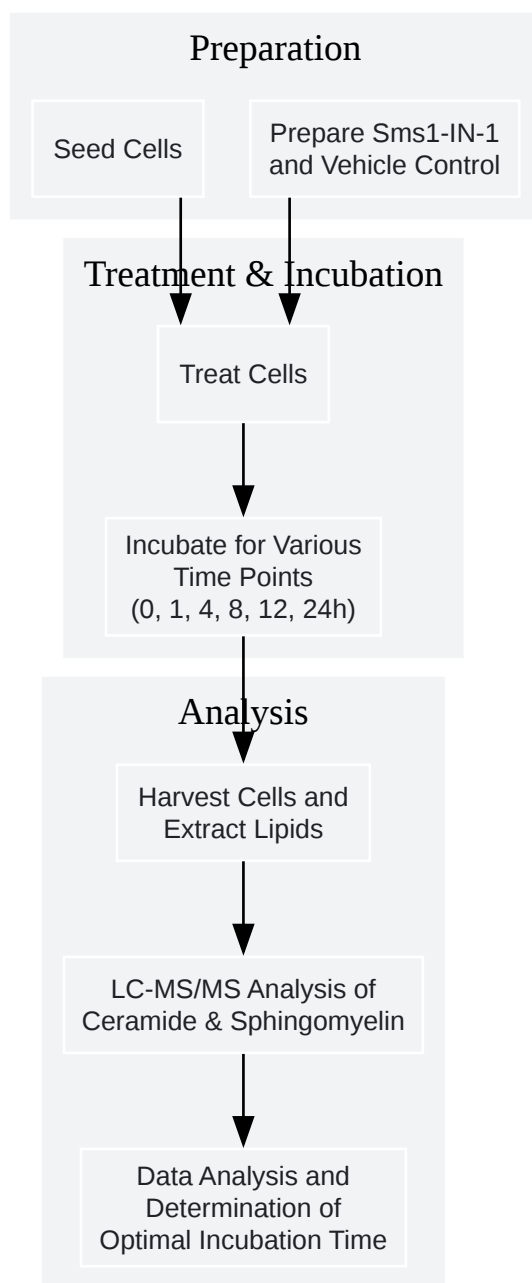 Preparation
Seed Cells
Prepare Sms1-IN-1
and Vehicle Control
Treatment & Incubation
Treat Cells
Incubate for Various
Time Points
(0, 1, 4, 8, 12, 24h)
Analysis
Harvest Cells and
Extract Lipids
LC-MS/MS Analysis of
Ceramide & Sphingomyelin
Data Analysis and
Determination of
Optimal Incubation Time